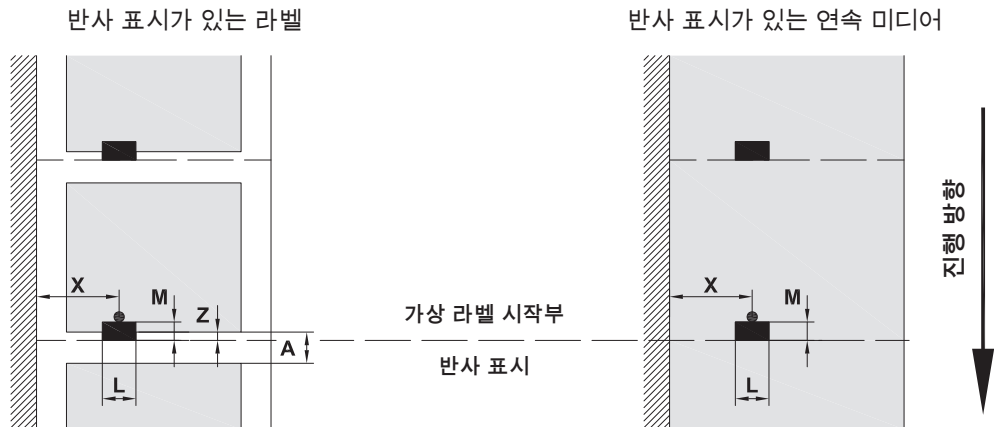 반사 표시가 있는 라벨
반사 표시가 있는 연속 미디어
X
M
Z
A
L
가상 라벨 시작부
반사 표시
X
M
L
진행 방향